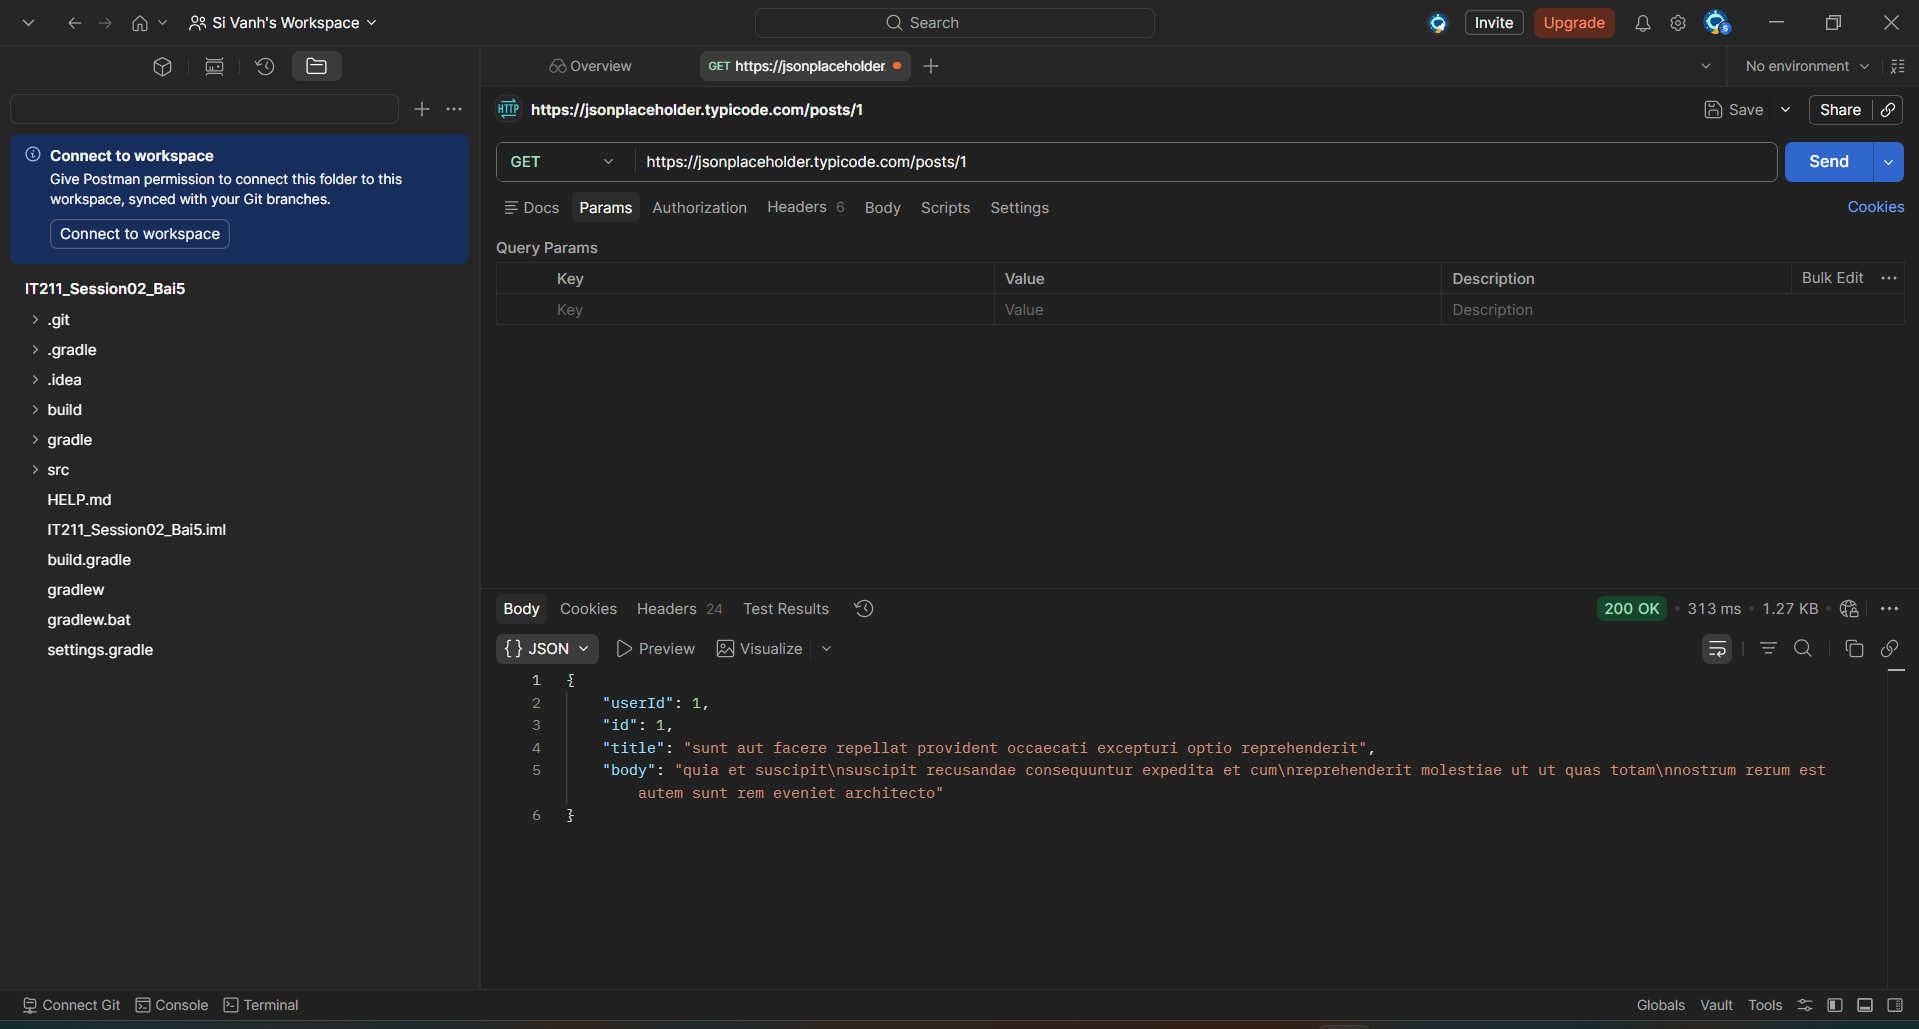 Si Vanh's Workspace
Search
Invite
Upgrade
Overview
GET https://jsonplaceholder.
No environment
HTTP https://jsonplaceholder.typicode.com/posts/1
Save
Share
Connect to workspace
Give Postman permission to connect this folder to this
workspace, synced with your Git branches.
Connect to workspace
IT211_Session02_Bai5
.git
.gradle
.idea
build
gradle
src
HELP.md
IT211_Session02_Bai5.iml
build.gradle
gradlew
gradlew.bat
settings.gradle
GET https://jsonplaceholder.typicode.com/posts/1
Send
Docs Params Authorization Headers 6 Body Scripts Settings
Cookies
Query Params
Key Value Description Bulk Edit
Key Value Description
Body Cookies Headers 24 Test Results
200 OK • 313 ms • 1.27 KB
{} JSON Preview Visualize
1 {
2 "userId": 1,
3 "id": 1,
4 "title": "sunt aut facere repellat provident occaecati excepturi optio reprehenderit",
5 "body": "quia et suscipit\nsuscipit recusandae consequuntur expedita et cum\nreprehenderit molestiae ut ut quas totam\nnostrum rerum est
autem sunt rem eveniet architecto"
6 }
Connect Git Console Terminal
Globals Vault Tools